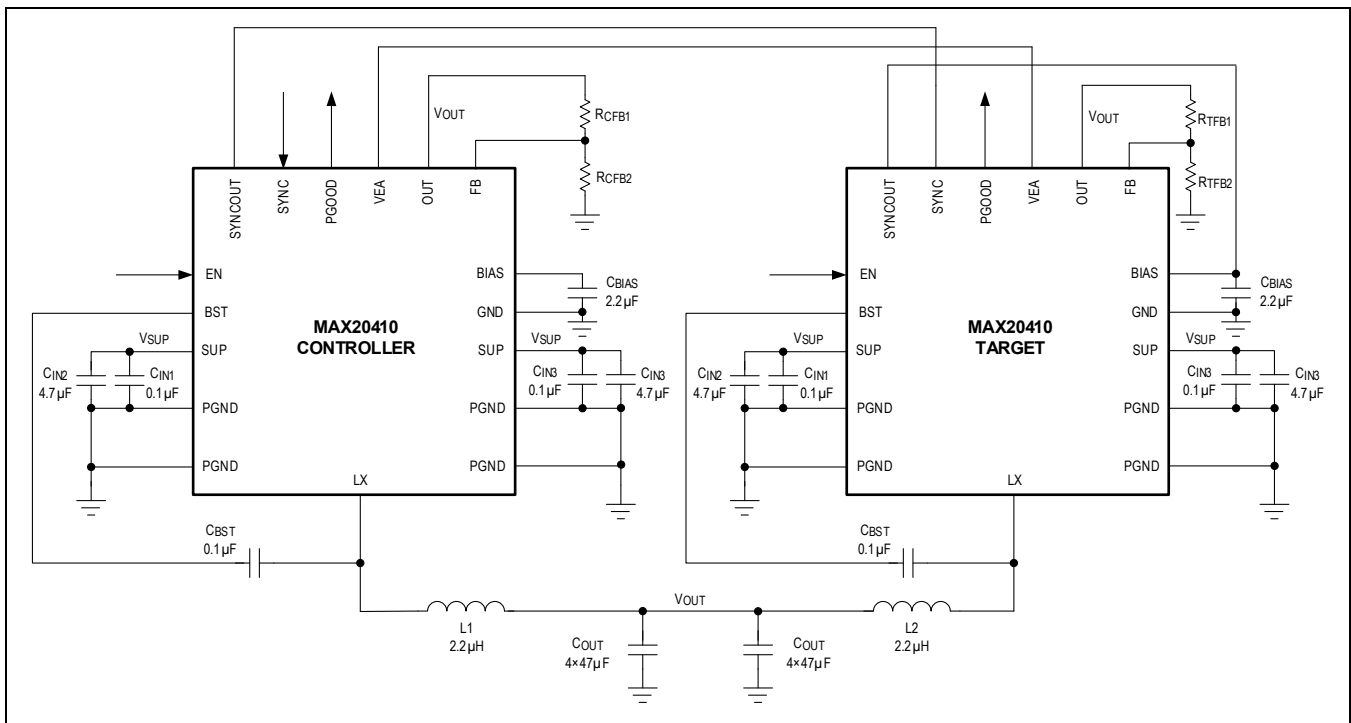 VOUT
RCFB1
RCFB2
SYNCOUT
SYNC
PGOOD
VEA
OUT
FB
EN
BST
SUP
PGND
PGND
LX
BIAS
GND
SUP
PGND
PGND
MAX20410
CONTROLLER
VSUP
CIN2
4.7µF
CIN1
0.1µF
CBIAS
2.2µF
VSUP
CIN3
0.1µF
CIN3
4.7µF
CBST
0.1µF
VOUT
RTFB1
RTFB2
SYNCOUT
SYNC
PGOOD
VEA
OUT
FB
EN
BST
SUP
PGND
PGND
LX
BIAS
GND
SUP
PGND
PGND
MAX20410
TARGET
VSUP
CIN2
4.7µF
CIN1
0.1µF
CBIAS
2.2µF
VSUP
CIN3
0.1µF
CIN3
4.7µF
CBST
0.1µF
L1
2.2µH
VOUT
COUT
4×47µF
COUT
4×47µF
L2
2.2µH